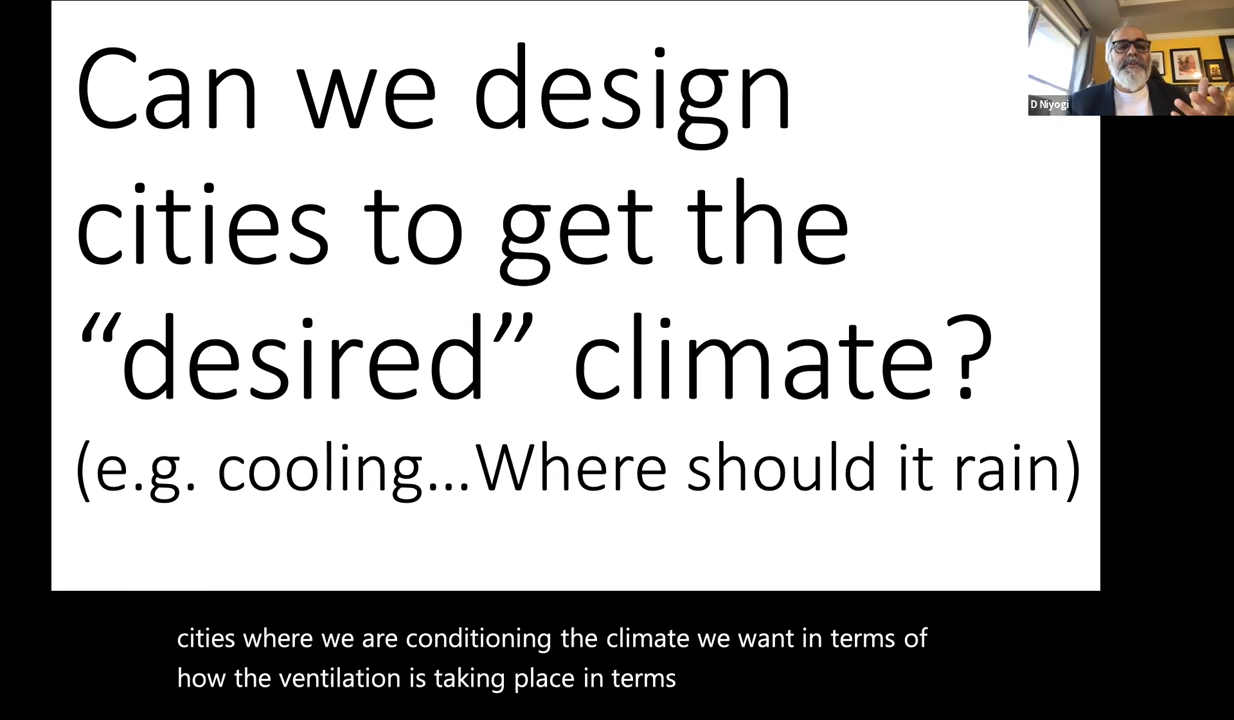 Can we design
cities to get the
“desired” climate?
(e.g. cooling...Where should it rain)
D Niyogi
cities where we are conditioning the climate we want in terms of
how the ventilation is taking place in terms